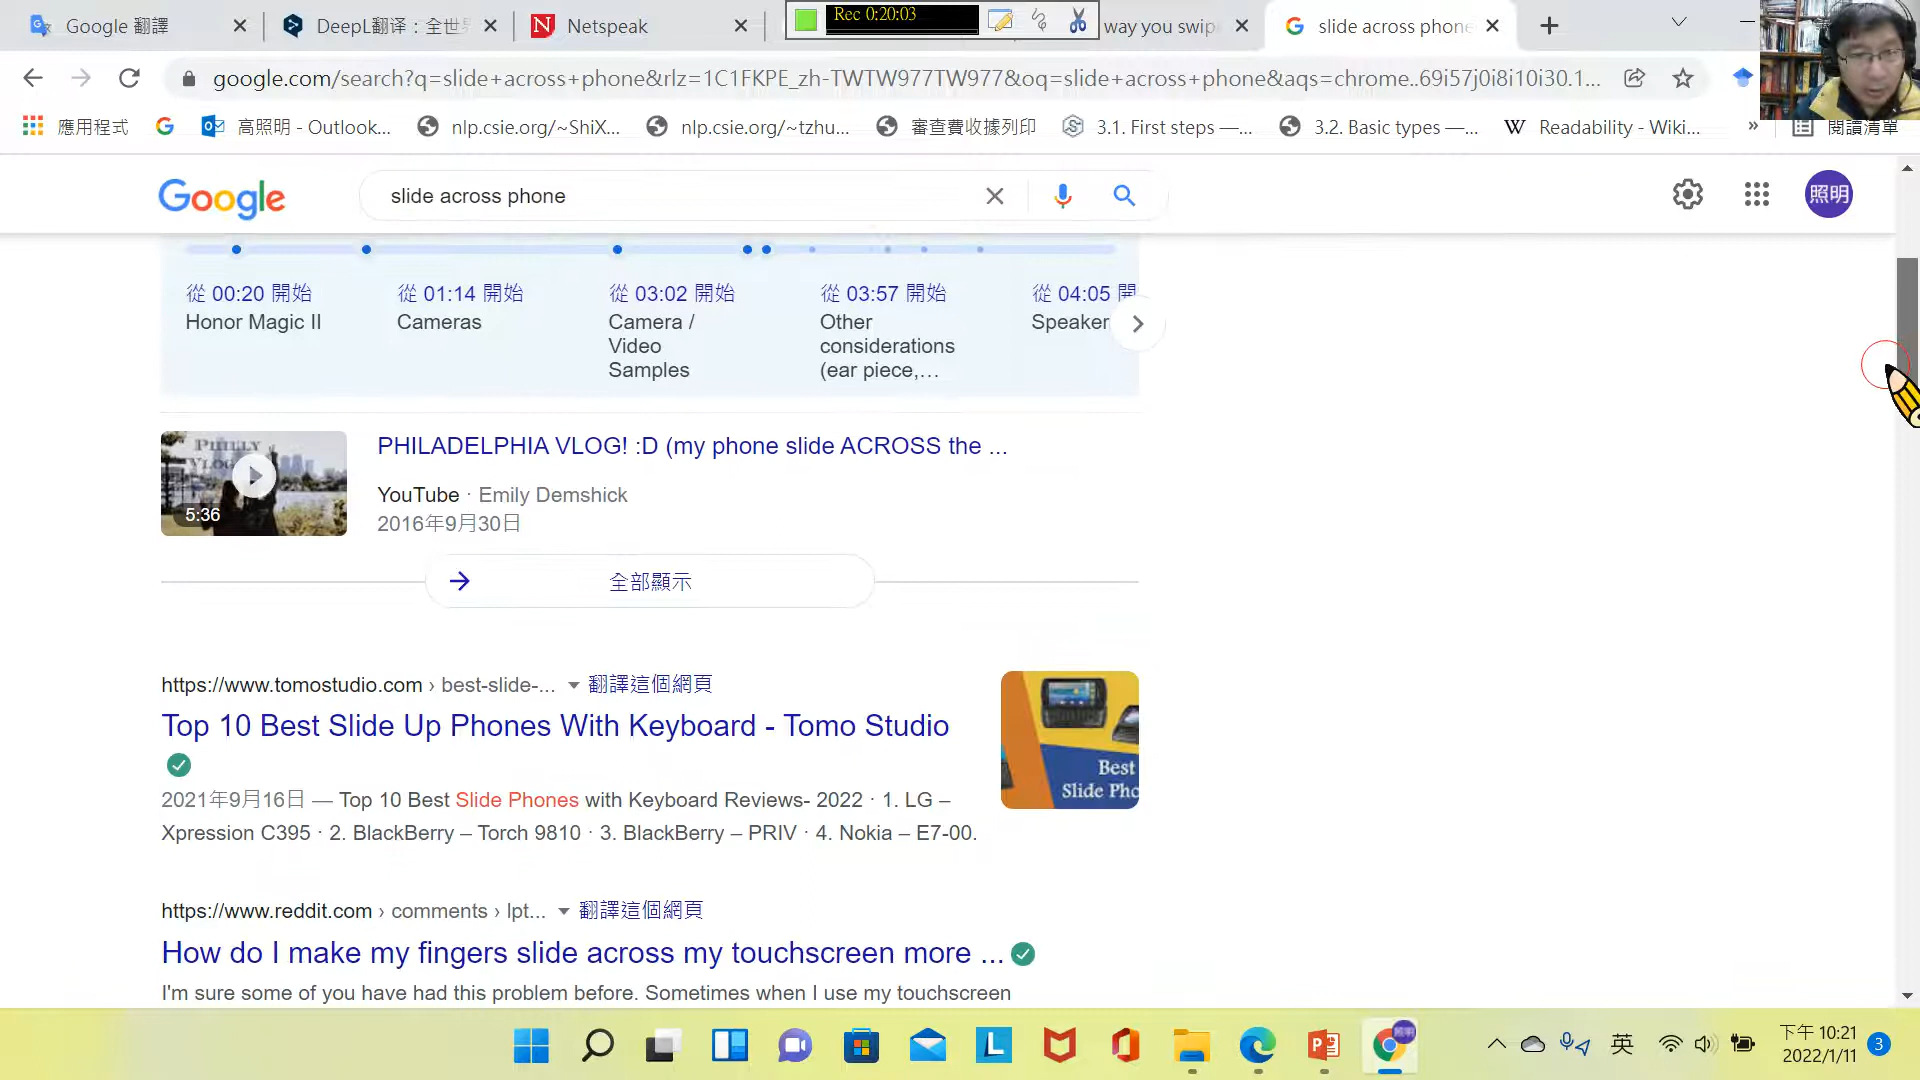 Google 翻譯
DeepL翻译：全世界
Netspeak
Rec 0:20:03
way you swip
slide across phone
google.com/search?q=slide+across+phone&rlz=1C1FKPE_zh-TWTW977TW977&oq=slide+across+phone&aqs=chrome..69i57j0i8i10i30.1...
應用程式
高照明 - Outlook...
nlp.csie.org/~ShiX...
nlp.csie.org/~tzhu...
審查費收據列印
3.1. First steps —...
3.2. Basic types —...
Readability - Wiki...
»
閱讀清單
Google
slide across phone
照明
從 00:20 開始
Honor Magic II
從 01:14 開始
Cameras
從 03:02 開始
Camera /
Video
Samples
從 03:57 開始
Other
considerations
(ear piece,...
從 04:05 開
Speaker
PHILLY
VLOG
5:36
PHILADELPHIA VLOG! :D (my phone slide ACROSS the ...
YouTube · Emily Demshick
2016年9月30日
全部顯示
https://www.tomostudio.com › best-slide-... 翻譯這個網頁
Top 10 Best Slide Up Phones With Keyboard - Tomo Studio
2021年9月16日 — Top 10 Best Slide Phones with Keyboard Reviews- 2022 · 1. LG –
Xpression C395 · 2. BlackBerry – Torch 9810 · 3. BlackBerry – PRIV · 4. Nokia – E7-00.
Best
Slide Pho
https://www.reddit.com › comments › lpt... 翻譯這個網頁
How do I make my fingers slide across my touchscreen more ...
I'm sure some of you have had this problem before. Sometimes when I use my touchscreen
英
下午 10:21
2022/1/11
3